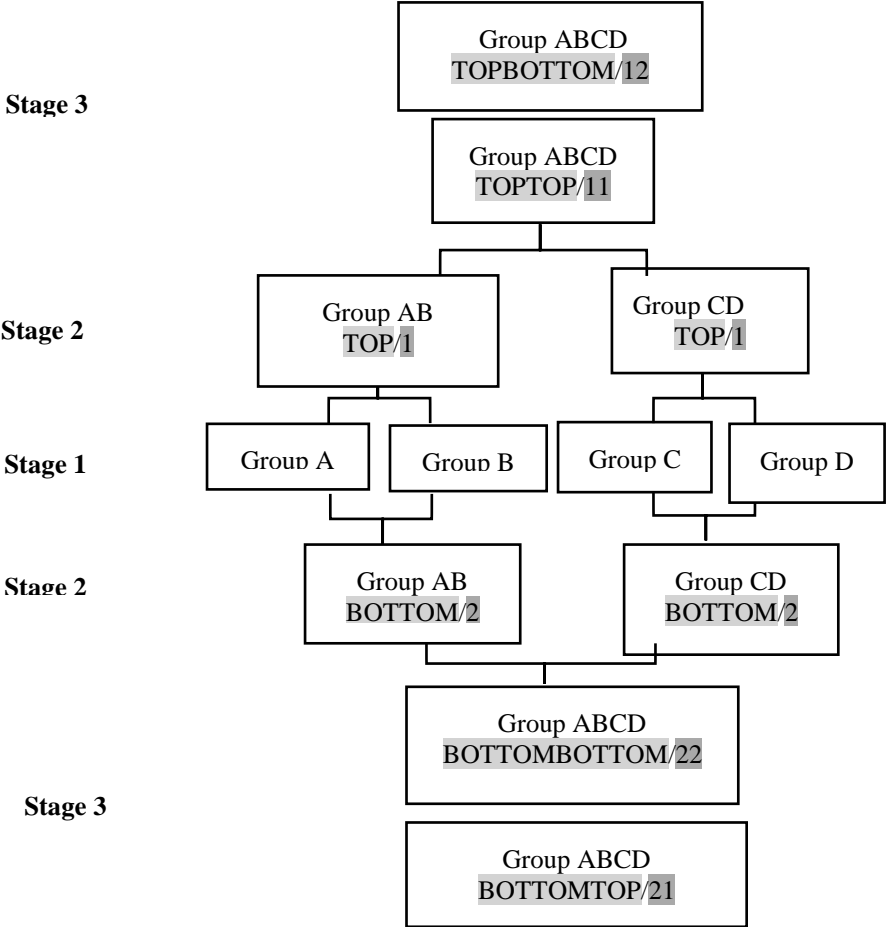 Group ABCD
TOPBOTTOM/12
Stage 3
Group ABCD
TOPTOP/11
Group AB
TOP/1
Group CD
TOP/1
Stage 2
Group A
Group B
Group C
Group D
Stage 1
Group AB
BOTTOM/2
Group CD
BOTTOM/2
Stage 2
Group ABCD
BOTTOMBOTTOM/22
Stage 3
Group ABCD
BOTTOMTOP/21